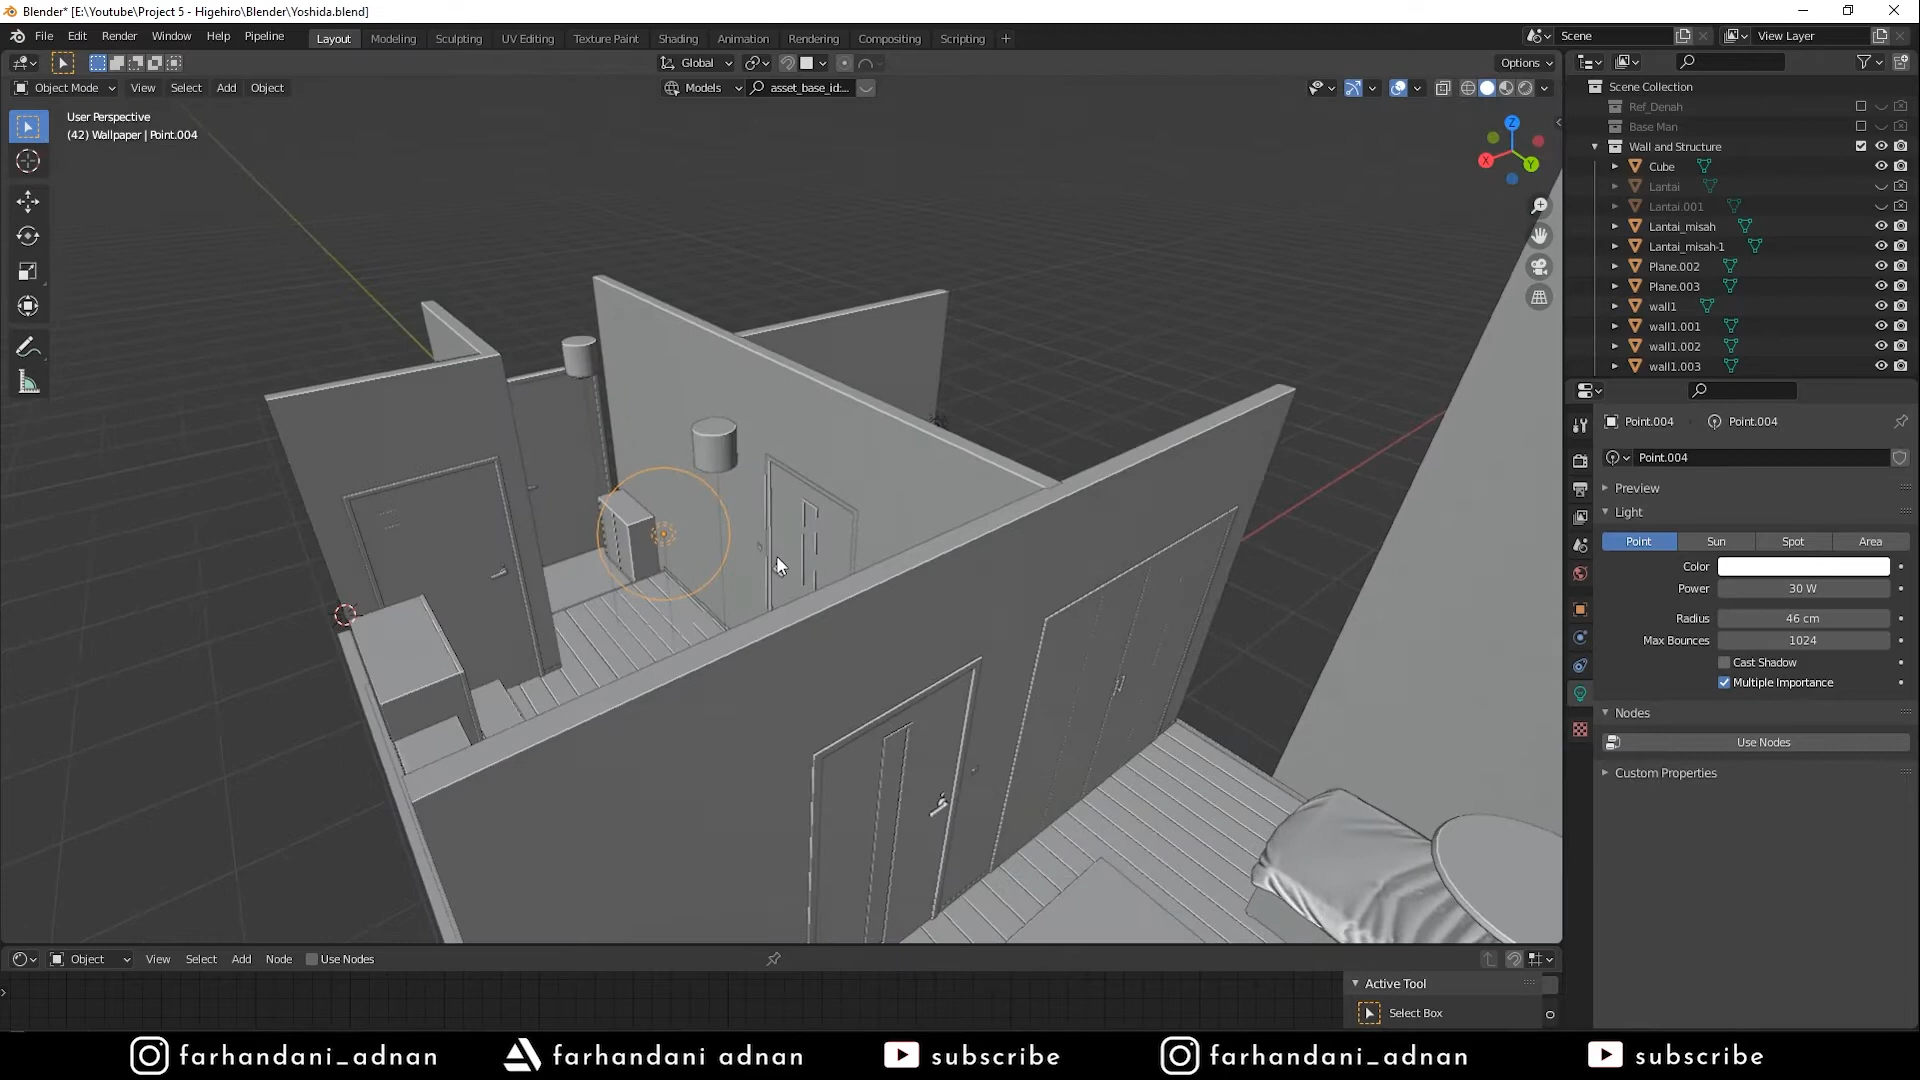 Blender* [E:\Youtube\Project 5 - Higehiro\Blender\Yoshida.blend]
File Edit Render Window Help Pipeline
Layout Modeling Sculpting UV Editing Texture Paint Shading Animation Rendering Compositing Scripting +
Scene
View Layer
Global
Options
Object Mode View Select Add Object
Models
asset_base_id:...
User Perspective
(42) Wallpaper | Point.004
Z
X
Y
Scene Collection
Ref_Denah
Base Man
Wall and Structure
Cube
Lantai
Lantai.001
Lantai_misah
Lantai_misah-1
Plane.002
Plane.003
wall1
wall1.001
wall1.002
wall1.003
Point.004 Point.004
Point.004
Preview
Light
Point Sun Spot Area
Color
Power 30 W
Radius 46 cm
Max Bounces 1024
Cast Shadow
Multiple Importance
Nodes
Use Nodes
Custom Properties
Object View Select Add Node Use Nodes
Active Tool
Select Box
farhandani_adnan farhandani adnan subscribe farhandani_adnan subscribe